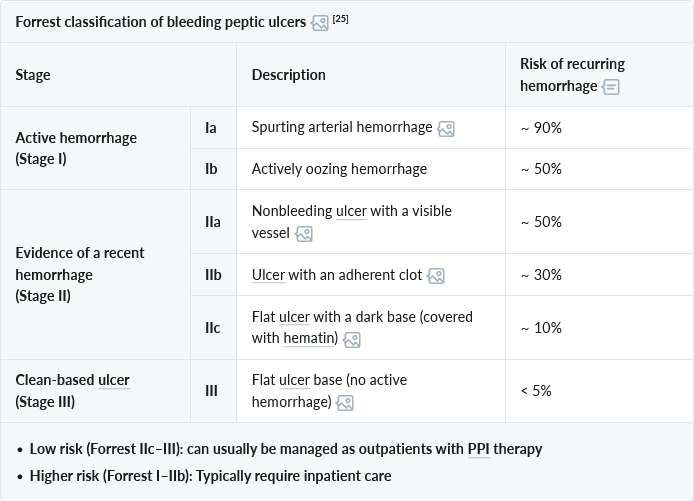 Forrest classification of bleeding peptic ulcers [25]
Stage
Description
Risk of recurring
hemorrhage
Active hemorrhage
(Stage I)
Ia
Spurting arterial hemorrhage
~ 90%
Ib
Actively oozing hemorrhage
~ 50%
Evidence of a recent
hemorrhage
(Stage II)
IIa
Nonbleeding ulcer with a visible
vessel
~ 50%
IIb
Ulcer with an adherent clot
~ 30%
IIc
Flat ulcer with a dark base (covered
with hematin)
~ 10%
Clean-based ulcer
(Stage III)
III
Flat ulcer base (no active
hemorrhage)
< 5%
• Low risk (Forrest IIc–III): can usually be managed as outpatients with PPI therapy
• Higher risk (Forrest I–IIb): Typically require inpatient care